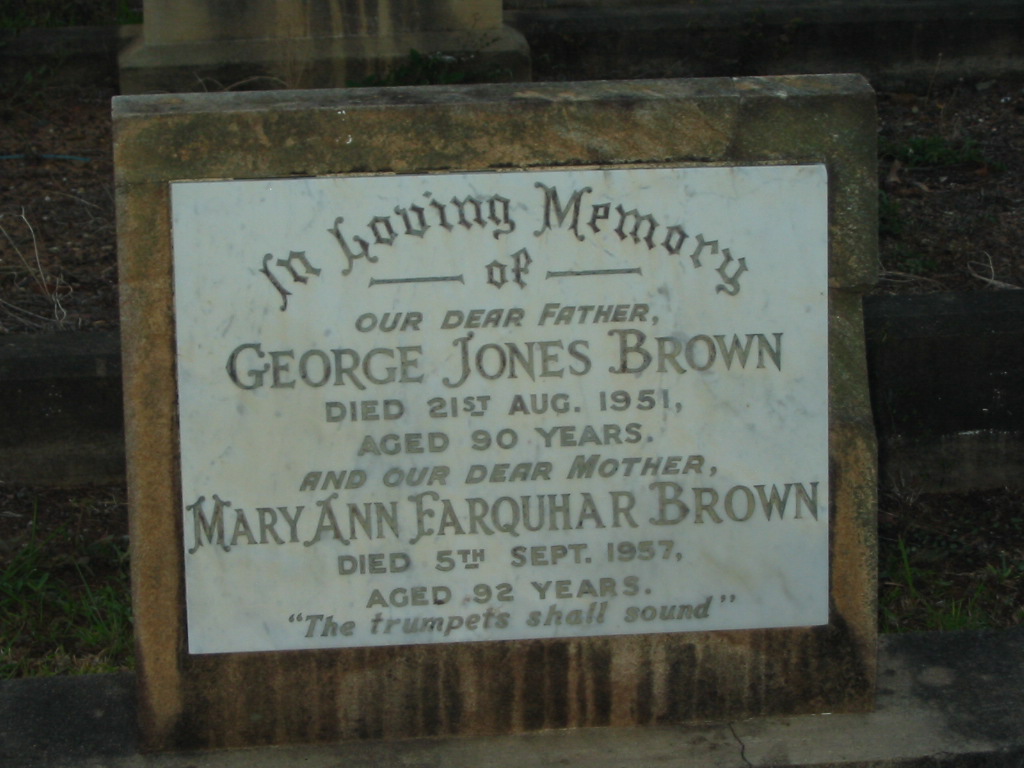 In Loving Memory
of
OUR DEAR FATHER,
GEORGE JONES BROWN
DIED 21ST AUG. 1951,
AGED 90 YEARS.
AND OUR DEAR MOTHER,
MARY ANN FARQUHAR BROWN
DIED 5TH SEPT. 1957,
AGED 92 YEARS.
"The trumpets shall sound"